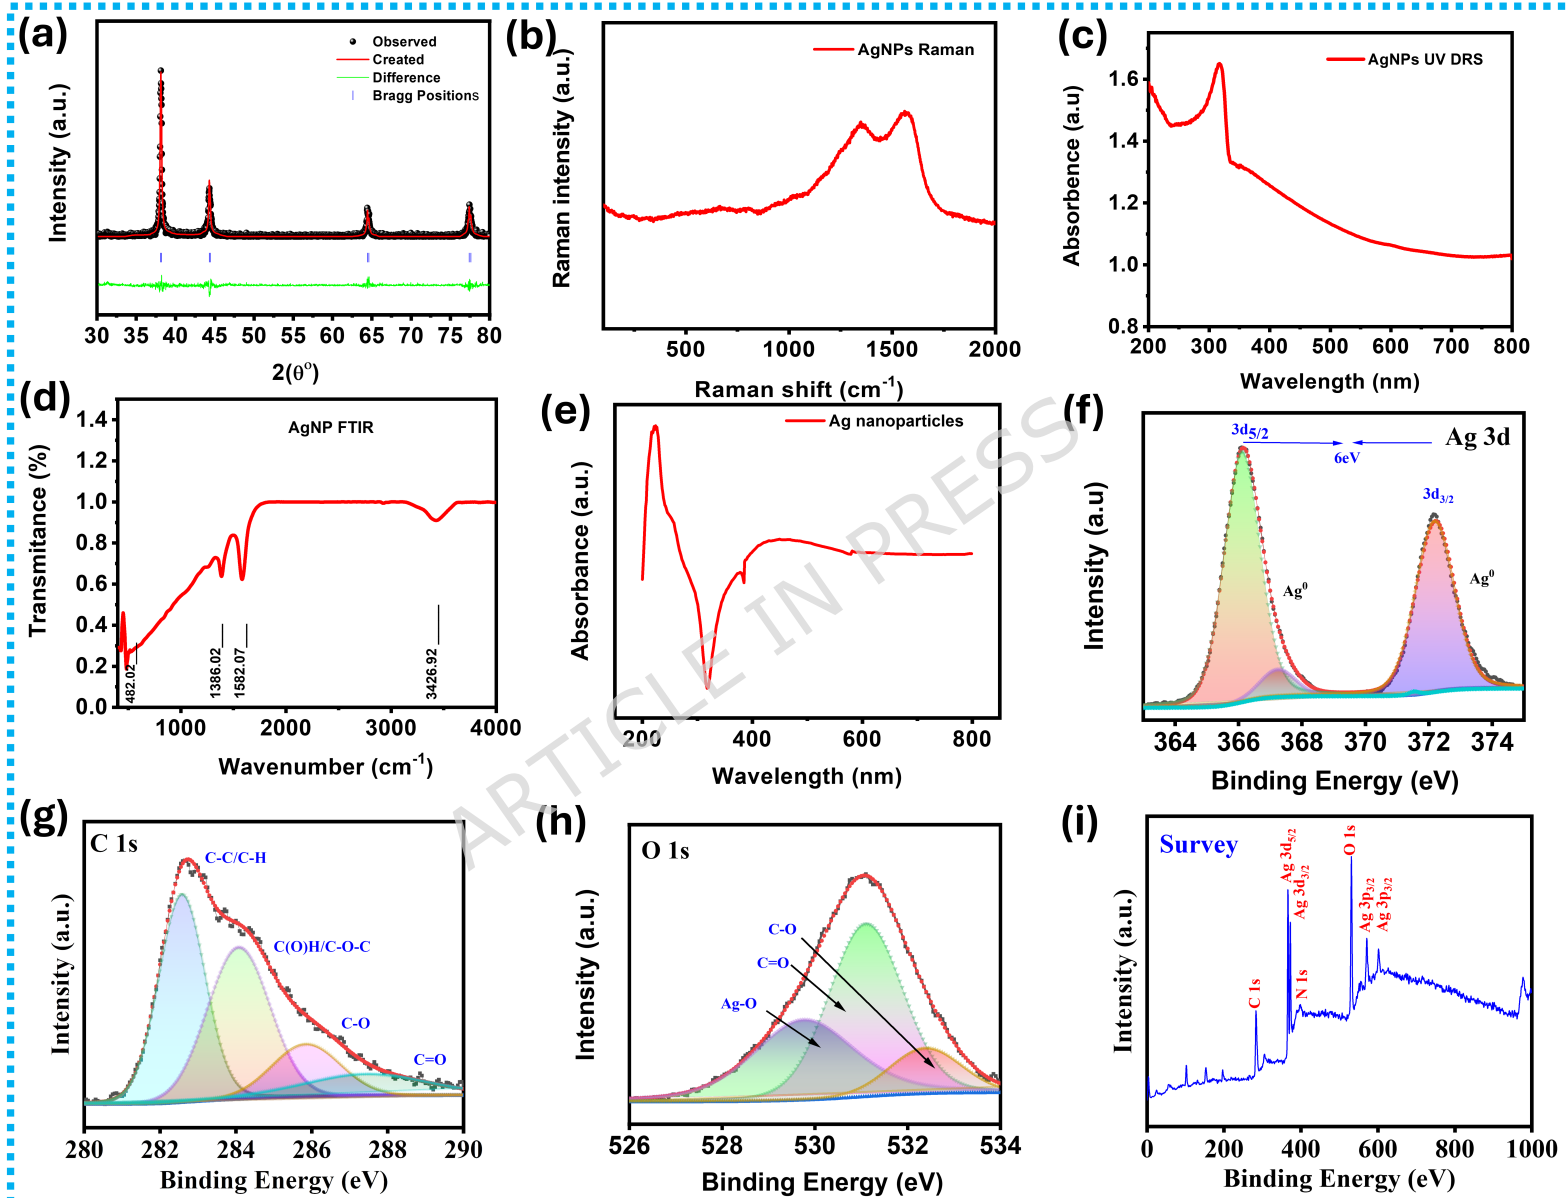 (a)
Observed
Created
Difference
Bragg Positions
Intensity (a.u.)
30 35 40 45 50 55 60 65 70 75 80
2(θ°)
(b)
AgNPs Raman
Raman intensity (a.u.)
500 1000 1500 2000
Raman shift (cm-1)
(c)
AgNPs UV DRS
Absorbence (a.u)
1.6
1.4
1.2
1.0
0.8
200 300 400 500 600 700 800
Wavelength (nm)
(d)
AgNP FTIR
Transmitance (%)
1.4
1.2
1.0
0.8
0.6
0.4
0.2
0.0
482.02
1386.02
1582.07
3426.92
1000 2000 3000 4000
Wavenumber (cm-1)
(e)
Ag nanoparticles
Absorbance (a.u.)
200 400 600 800
Wavelength (nm)
(f)
Ag 3d
3d5/2
6eV
3d3/2
Ag0
Ag0
Intensity (a.u)
364 366 368 370 372 374
Binding Energy (eV)
(g)
C 1s
C-C/C-H
C(O)H/C-O-C
C-O
C=O
Intensity (a.u.)
280 282 284 286 288 290
Binding Energy (eV)
(h)
O 1s
C-O
C=O
Ag-O
Intensity (a.u.)
526 528 530 532 534
Binding Energy (eV)
(i)
Survey
C 1s
Ag 3d5/2
Ag 3d3/2
N 1s
O 1s
Ag 3p3/2
Ag 3p3/2
Intensity (a.u.)
0 200 400 600 800 1000
Binding Energy (eV)
ARTICLE IN PRESS